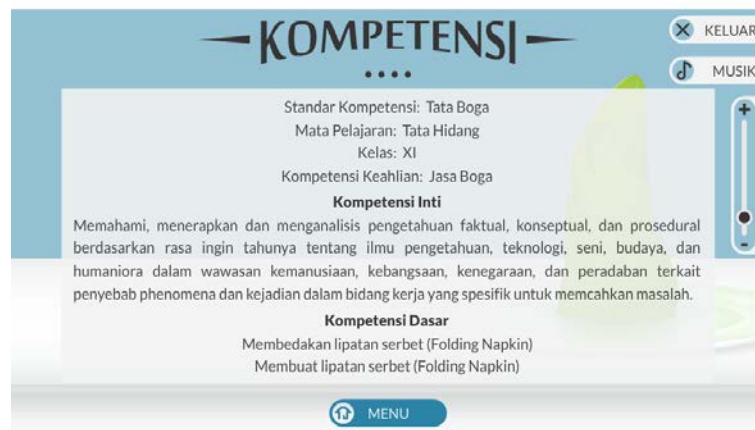 KOMPETENSI
KELUAR
MUSIK
Standar Kompetensi: Tata Boga
Mata Pelajaran: Tata Hidang
Kelas: XI
Kompetensi Keahlian: Jasa Boga
Kompetensi Inti
Memahami, menerapkan dan menganalisis pengetahuan faktual, konseptual, dan prosedural
berdasarkan rasa ingin tahunya tentang ilmu pengetahuan, teknologi, seni, budaya, dan
humaniora dalam wawasan kemanusiaan, kebangsaan, kenegaraan, dan peradaban terkait
penyebab phenomena dan kejadian dalam bidang kerja yang spesifik untuk memcahkan masalah.
Kompetensi Dasar
Membedakan lipatan serbet (Folding Napkin)
Membuat lipatan serbet (Folding Napkin)
MENU